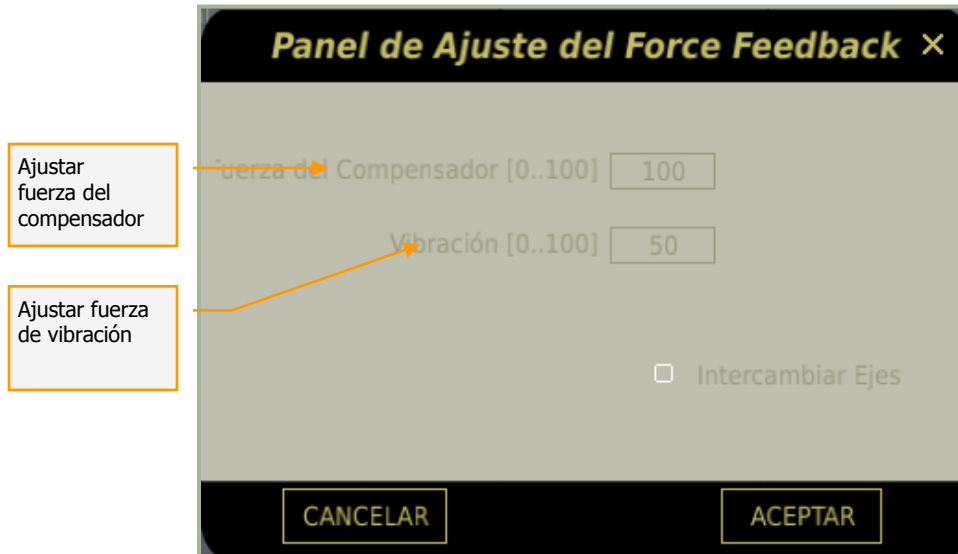 Panel de Ajuste del Force Feedback ×
Ajustar
fuerza del
compensador
fuerza del Compensador [0..100] 100
Vibración [0..100] 50
Ajustar fuerza
de vibración
Intercambiar Ejes
CANCELAR ACEPTAR